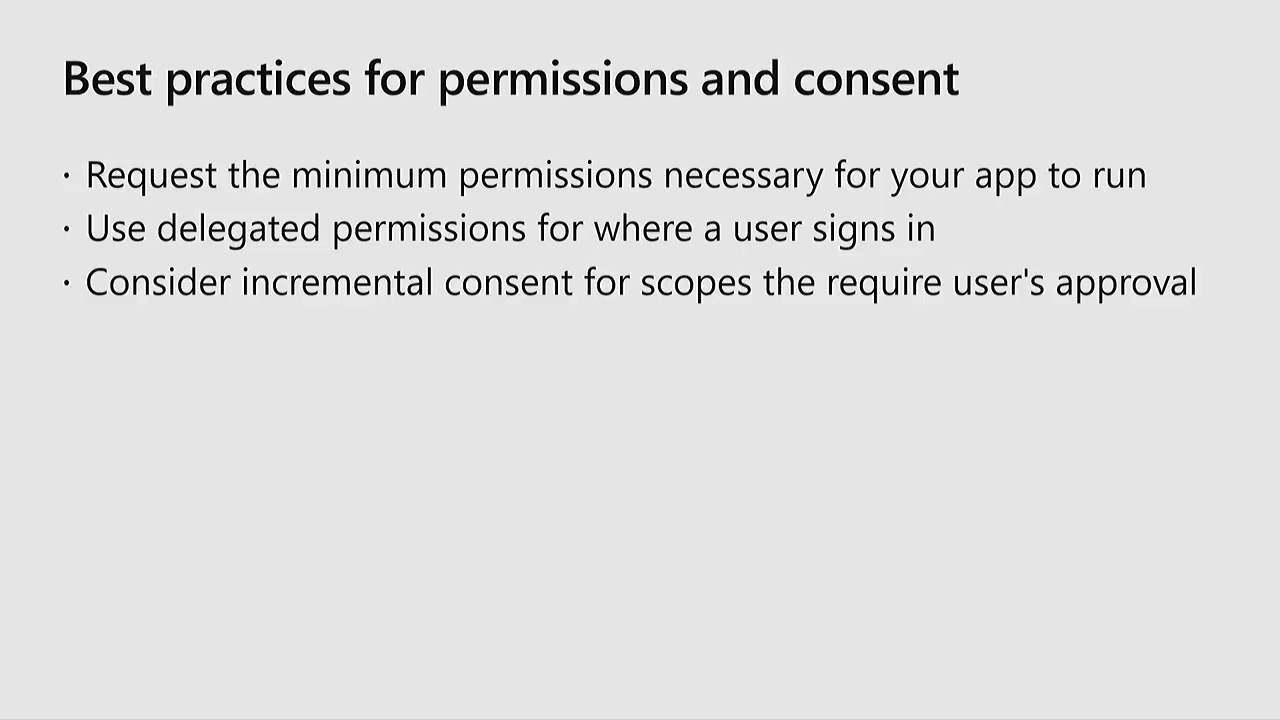 Best practices for permissions and consent
· Request the minimum permissions necessary for your app to run
· Use delegated permissions for where a user signs in
· Consider incremental consent for scopes the require user's approval